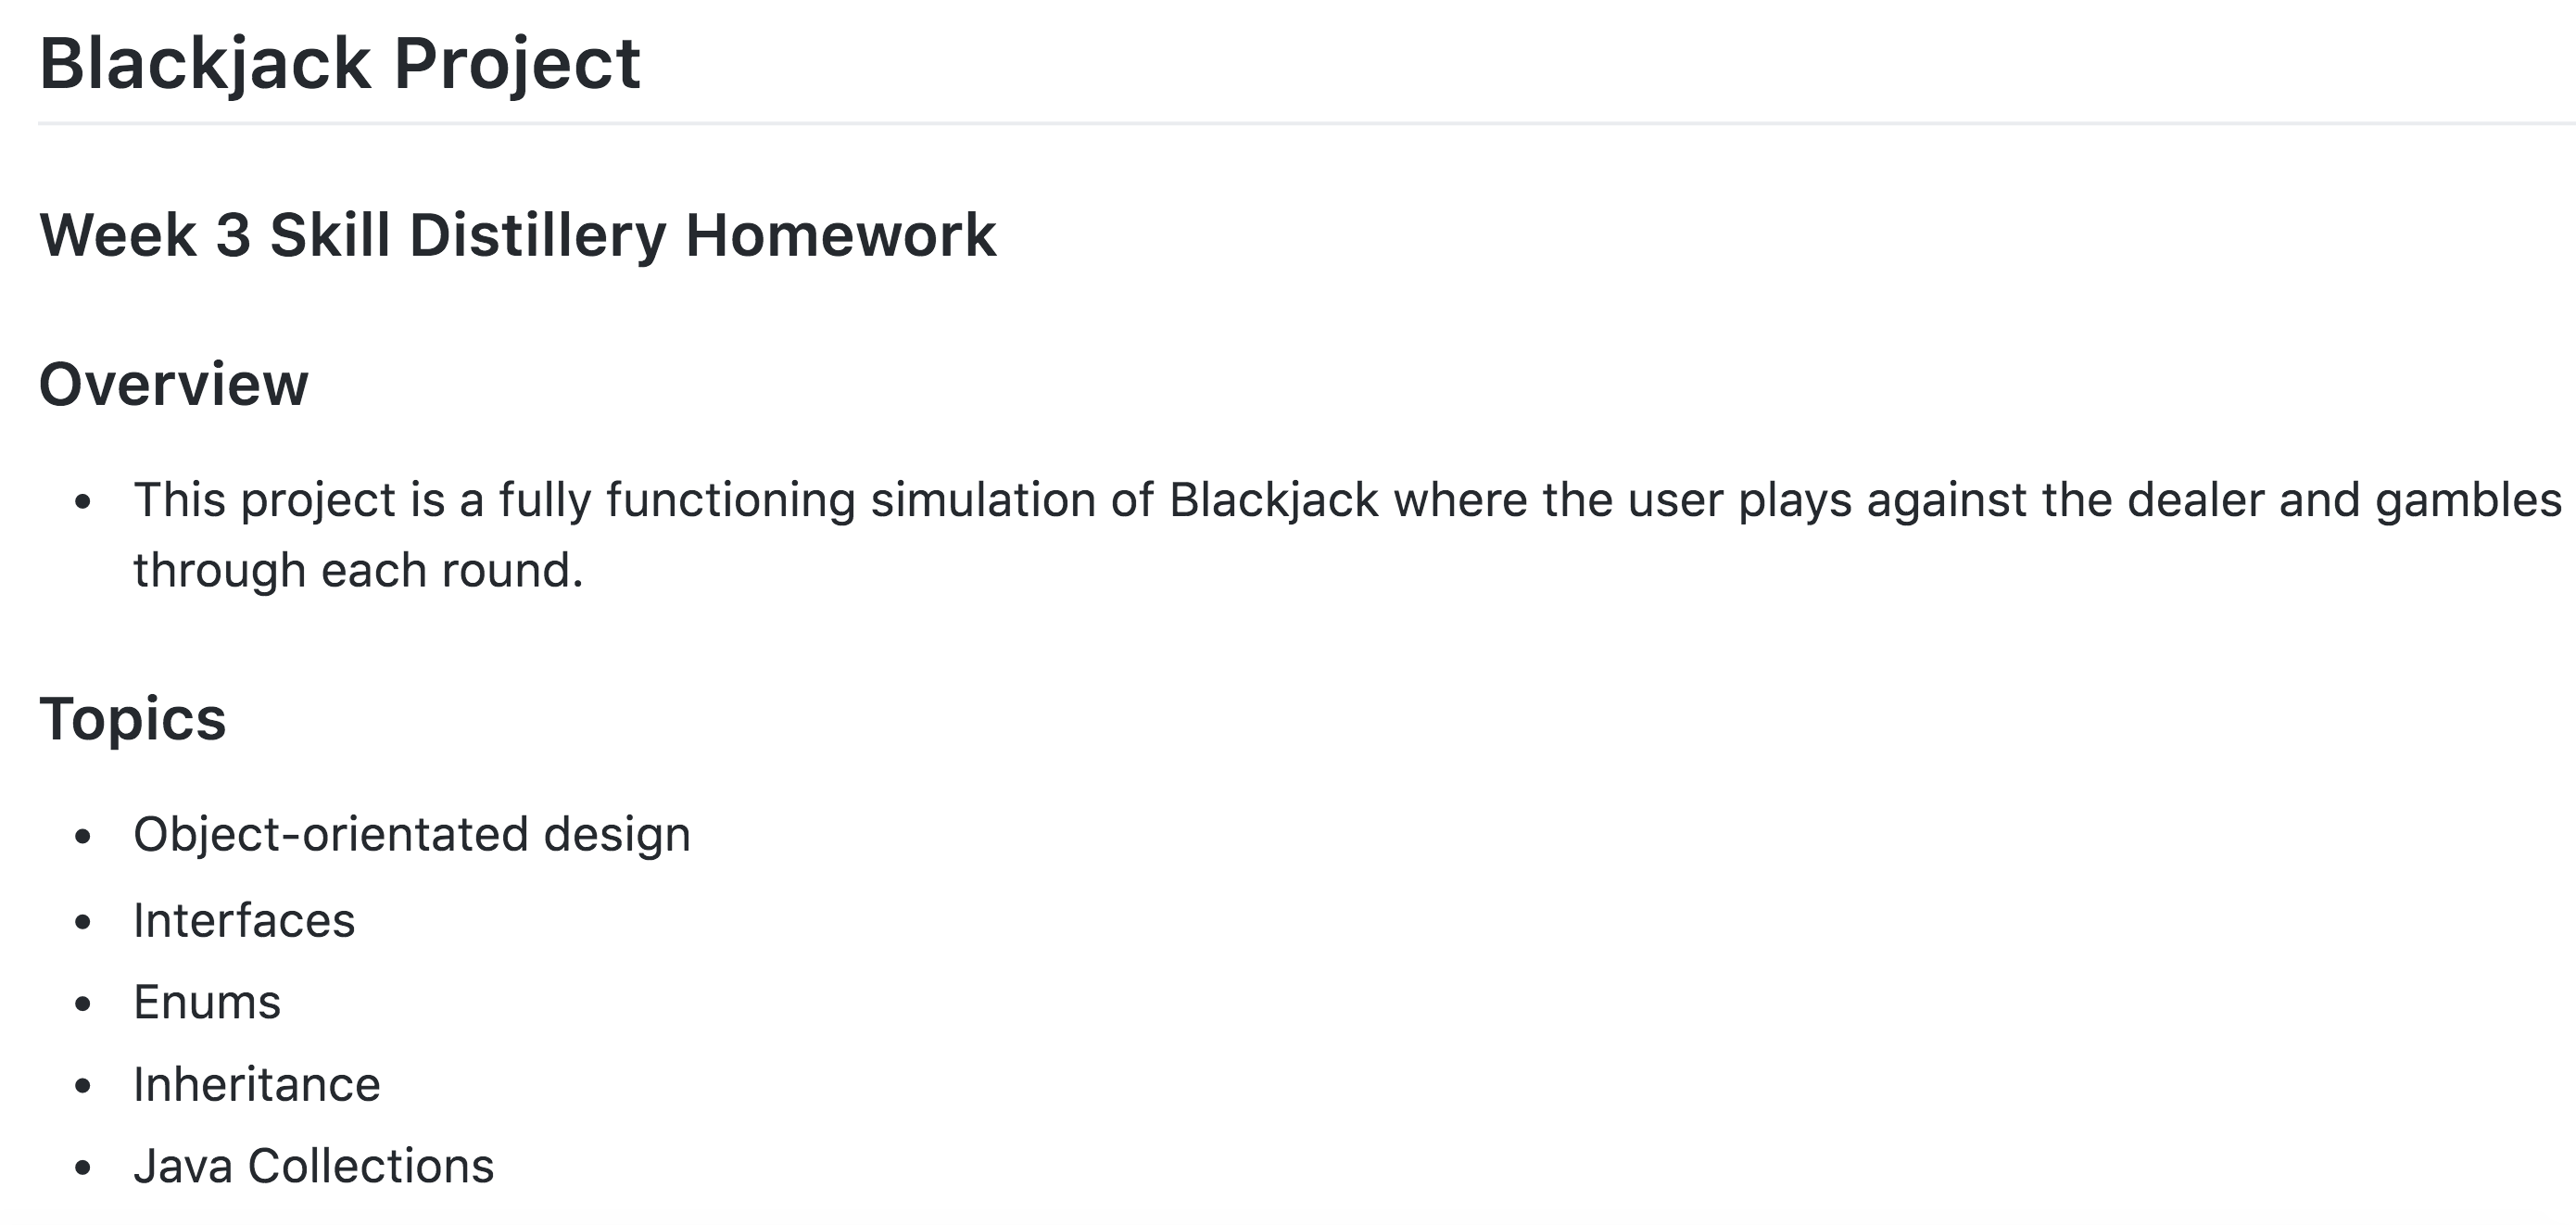 Blackjack Project
Week 3 Skill Distillery Homework
Overview
This project is a fully functioning simulation of Blackjack where the user plays against the dealer and gambles
through each round.
Topics
Object-orientated design
Interfaces
Enums
Inheritance
Java Collections